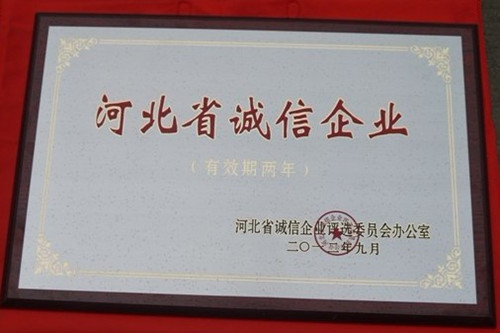 河北省诚信企业
（有效期两年）
河北省诚信企业评选委员会办公室
二〇一 年九月